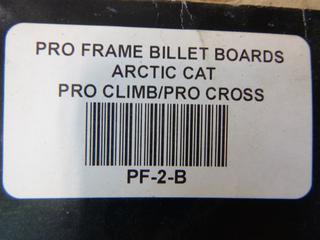 PRO FRAME BILLET BOARDS
ARCTIC CAT
PRO CLIMB/PRO CROSS
PF-2-B